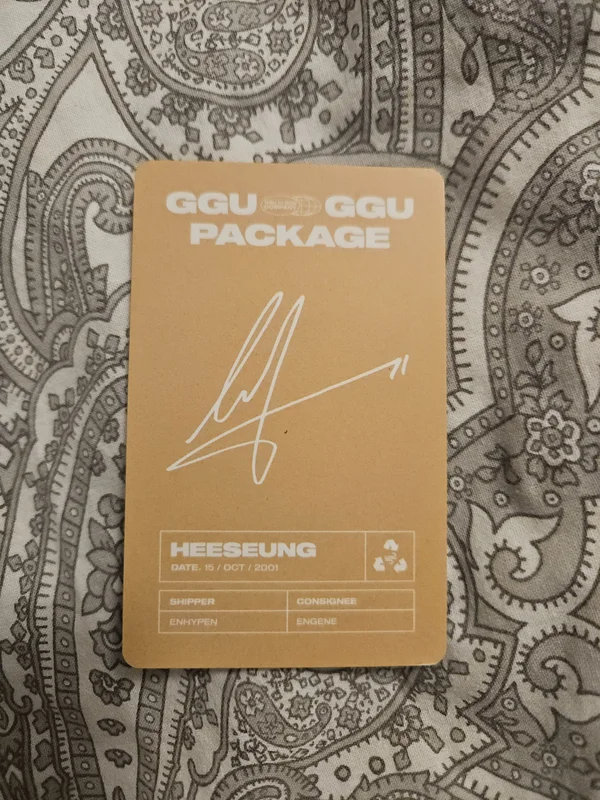 GGU GGU
PACKAGE
HEESEUNG
DATE. 15 / OCT / 2001
SHIPPER CONSIGNEE
ENHYPEN ENGENE